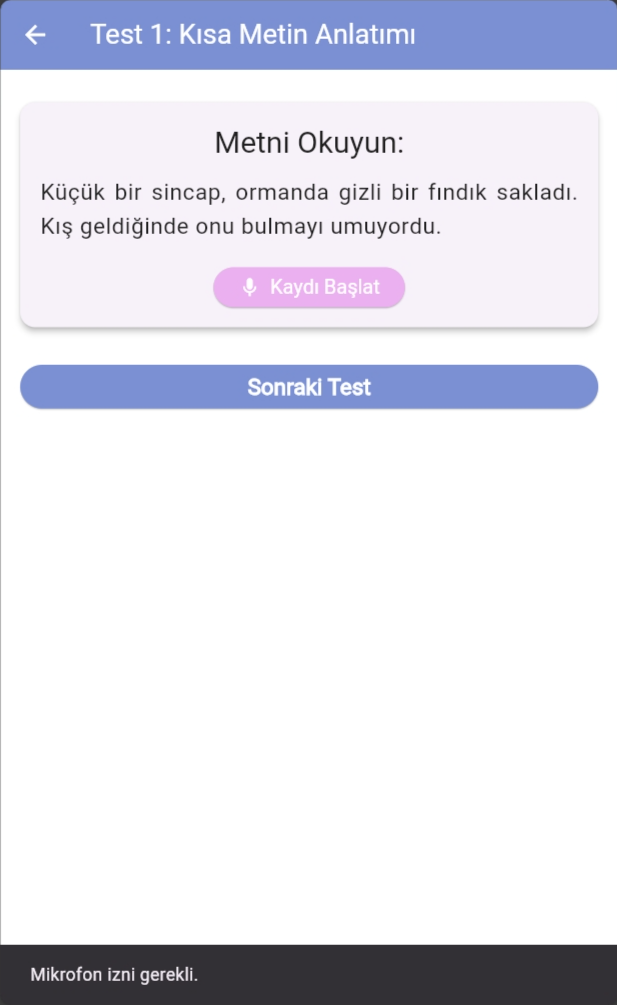 Test 1: Kısa Metin Anlatımı
Metni Okuyun:
Küçük bir sincap, ormanda gizli bir fındık sakladı.
Kış geldiğinde onu bulmayı umuyordu.
Kaydı Başlat
Sonraki Test
Mikrofon izni gerekli.